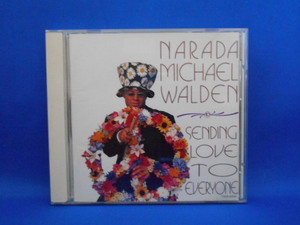 NARADA
MICHAEL
WALDEN
SENDING
LOVE
TO
EVERYONE